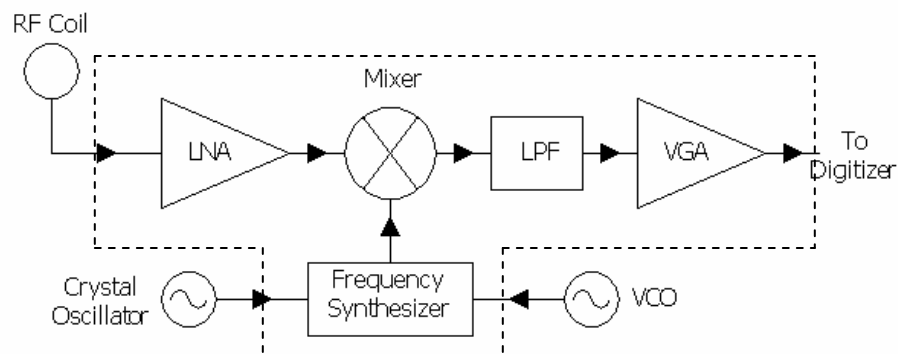 RF Coil
Mixer
LNA
LPF
VGA
To
Digitizer
Crystal
Oscillator
Frequency
Synthesizer
VCO